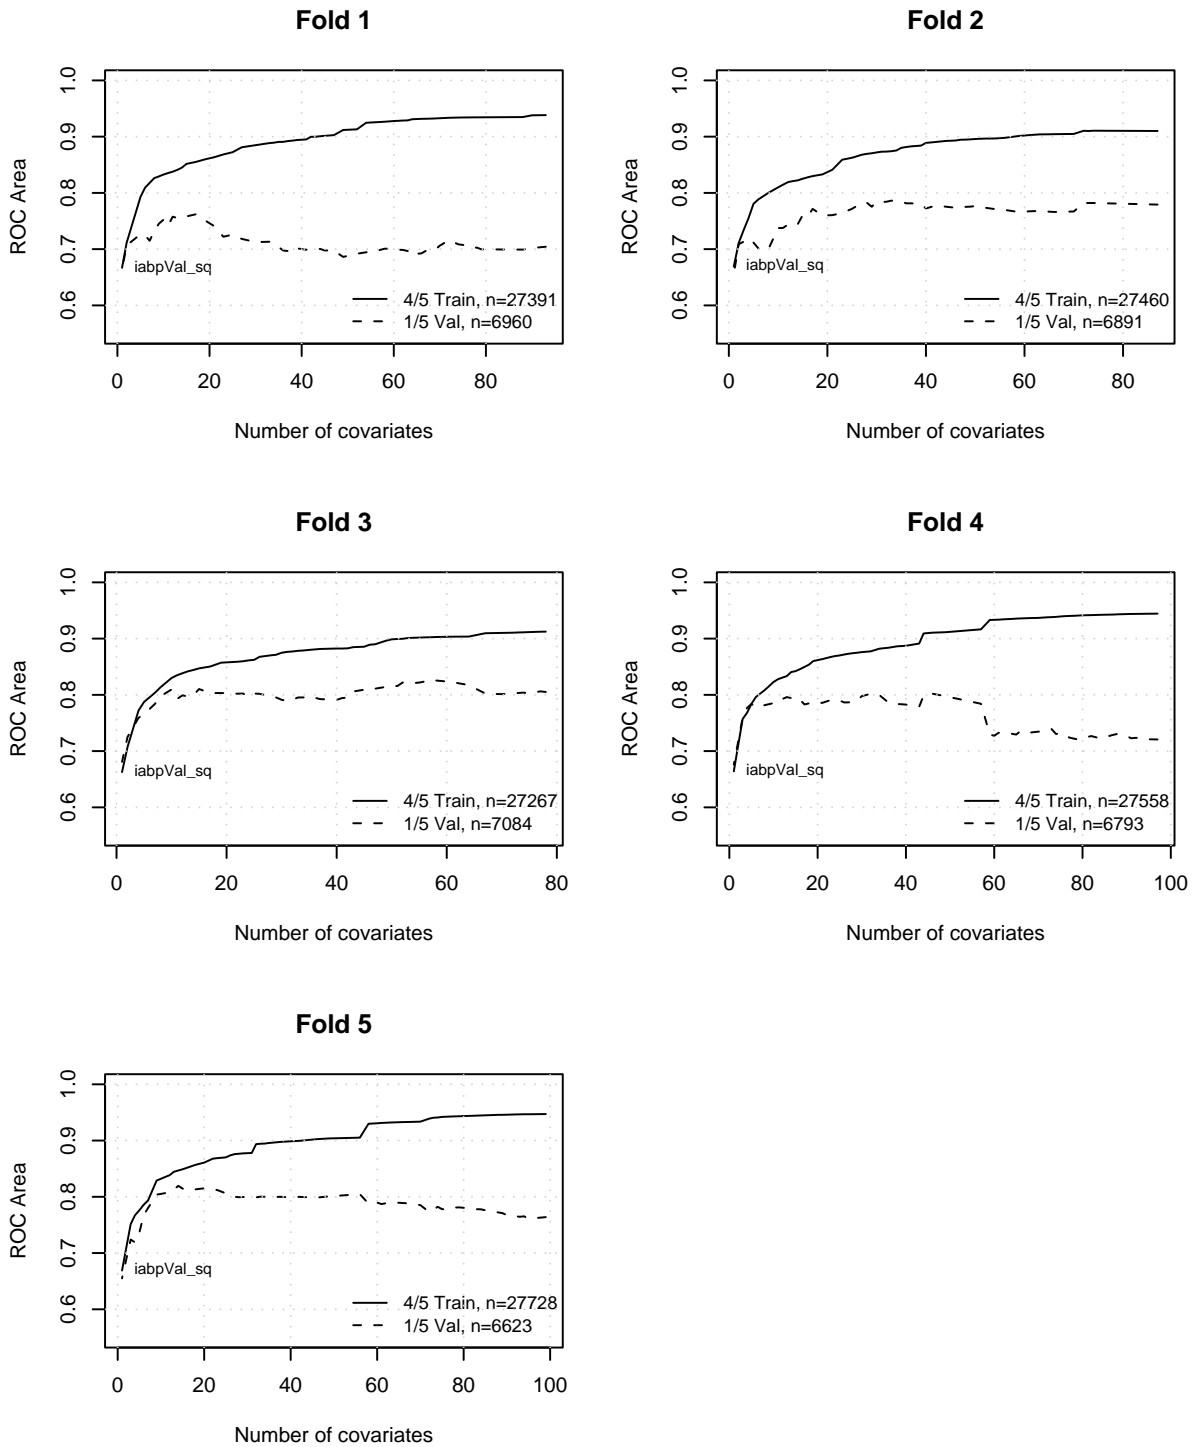 Fold 1
ROC Area
1.0
0.9
0.8
0.7
0.6
iabpVal_sq
4/5 Train, n=27391
1/5 Val, n=6960
0 20 40 60 80
Number of covariates
Fold 2
ROC Area
1.0
0.9
0.8
0.7
0.6
iabpVal_sq
4/5 Train, n=27460
1/5 Val, n=6891
0 20 40 60 80
Number of covariates
Fold 3
ROC Area
1.0
0.9
0.8
0.7
0.6
iabpVal_sq
4/5 Train, n=27267
1/5 Val, n=7084
0 20 40 60 80
Number of covariates
Fold 4
ROC Area
1.0
0.9
0.8
0.7
0.6
iabpVal_sq
4/5 Train, n=27558
1/5 Val, n=6793
0 20 40 60 80 100
Number of covariates
Fold 5
ROC Area
1.0
0.9
0.8
0.7
0.6
iabpVal_sq
4/5 Train, n=27728
1/5 Val, n=6623
0 20 40 60 80 100
Number of covariates